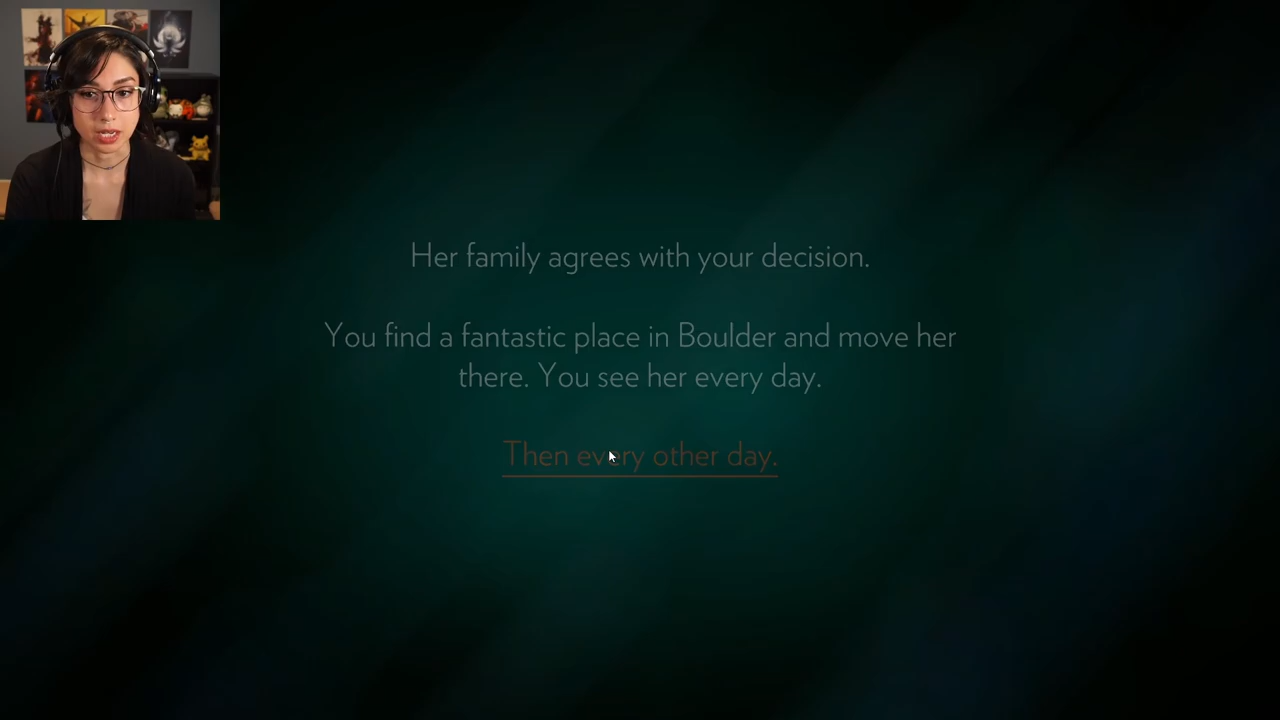 Her family agrees with your decision.
You find a fantastic place in Boulder and move her
there. You see her every day.
Then every other day.